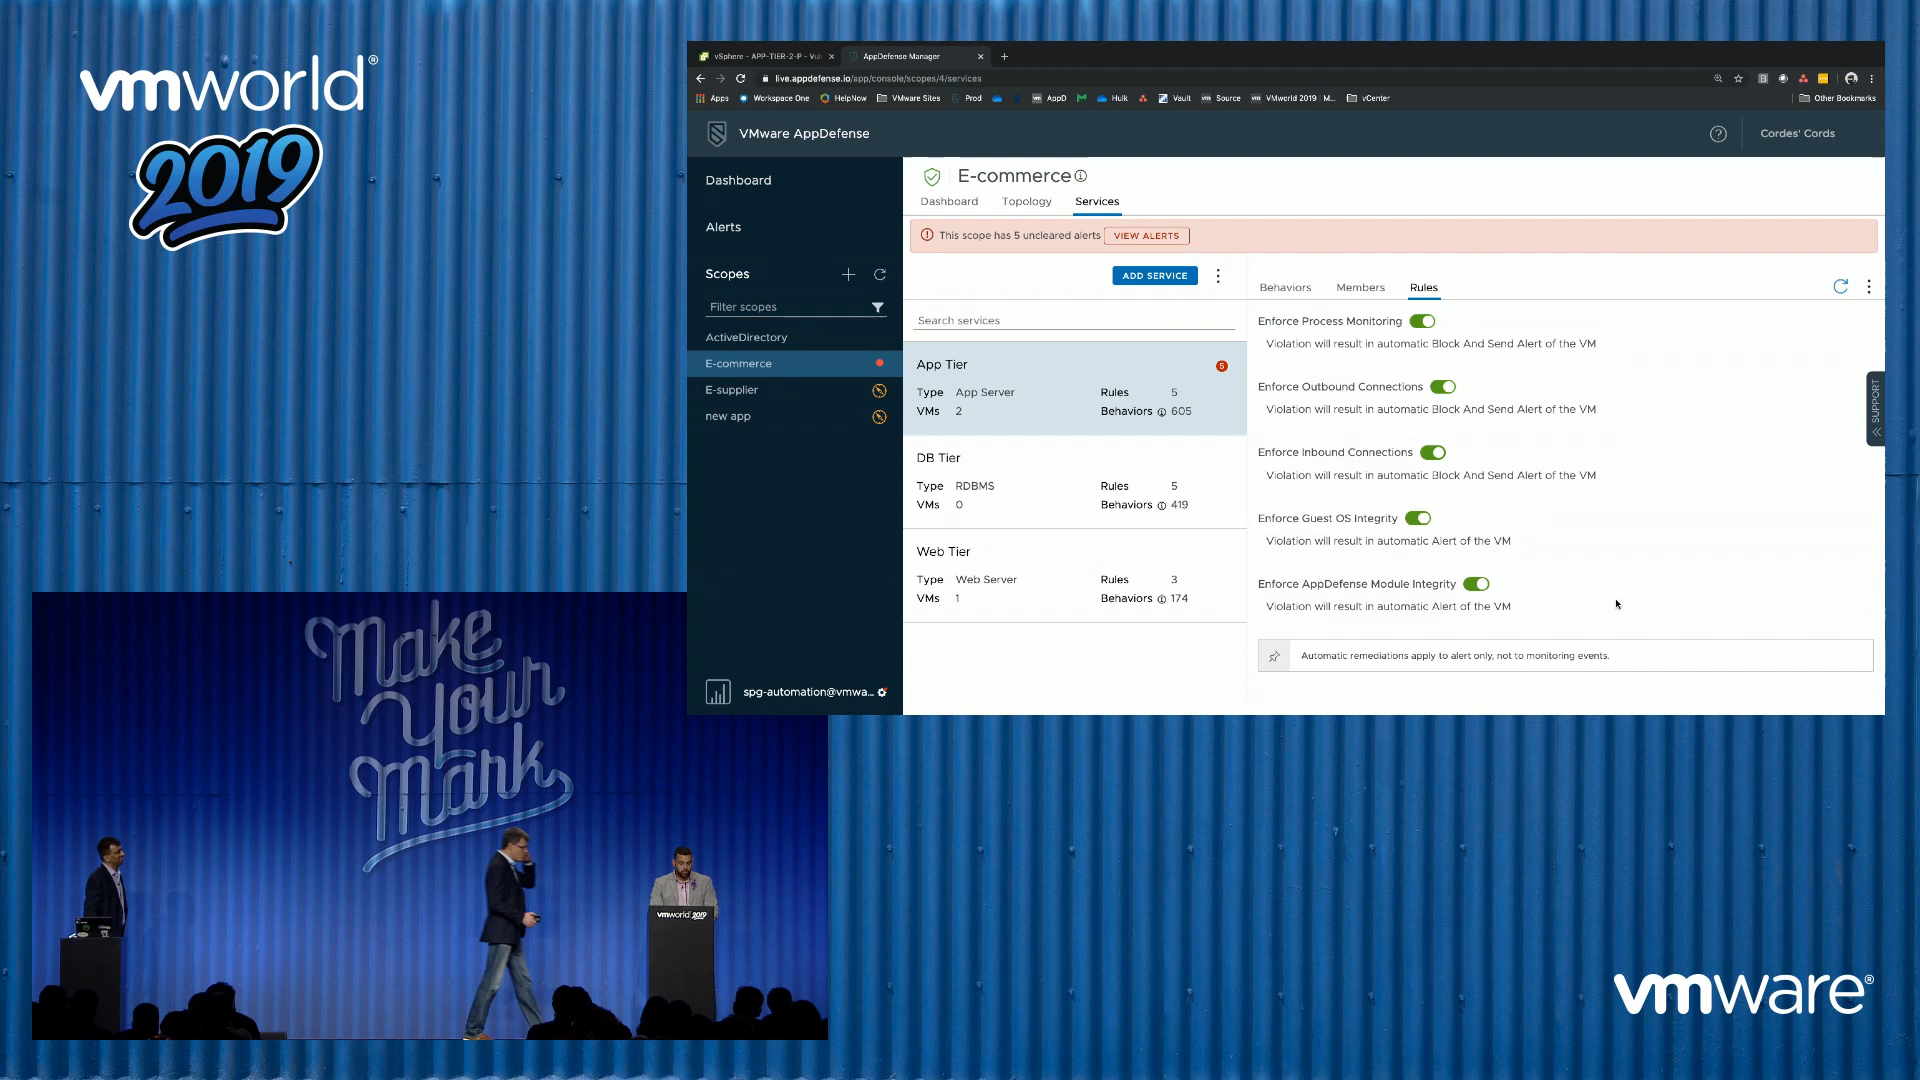 vmworld®
2019
vSphere - APP-TIER-2-P - Vul
AppDefense Manager
live.appdefense.io/app/console/scopes/4/services
Apps
Workspace One
HelpNow
VMware Sites
Prod
AppD
Hulk
Vault
Source
VMworld 2019 | M...
vCenter
Other Bookmarks
VMware AppDefense
Cordes' Cords
Dashboard
Alerts
Scopes
Filter scopes
ActiveDirectory
E-commerce
E-supplier
new app
spg-automation@vmwa...
E-commerce
Dashboard
Topology
Services
This scope has 5 uncleared alerts
VIEW ALERTS
ADD SERVICE
Search services
App Tier
5
Type App Server
Rules 5
VMs 2
Behaviors 605
DB Tier
Type RDBMS
Rules 5
VMs 0
Behaviors 419
Web Tier
Type Web Server
Rules 3
VMs 1
Behaviors 174
Behaviors
Members
Rules
Enforce Process Monitoring
Violation will result in automatic Block And Send Alert of the VM
Enforce Outbound Connections
Violation will result in automatic Block And Send Alert of the VM
Enforce Inbound Connections
Violation will result in automatic Block And Send Alert of the VM
Enforce Guest OS Integrity
Violation will result in automatic Alert of the VM
Enforce AppDefense Module Integrity
Violation will result in automatic Alert of the VM
Automatic remediations apply to alert only, not to monitoring events.
SUPPORT
Make
Your
Mark
vmworld 2019
vmware®